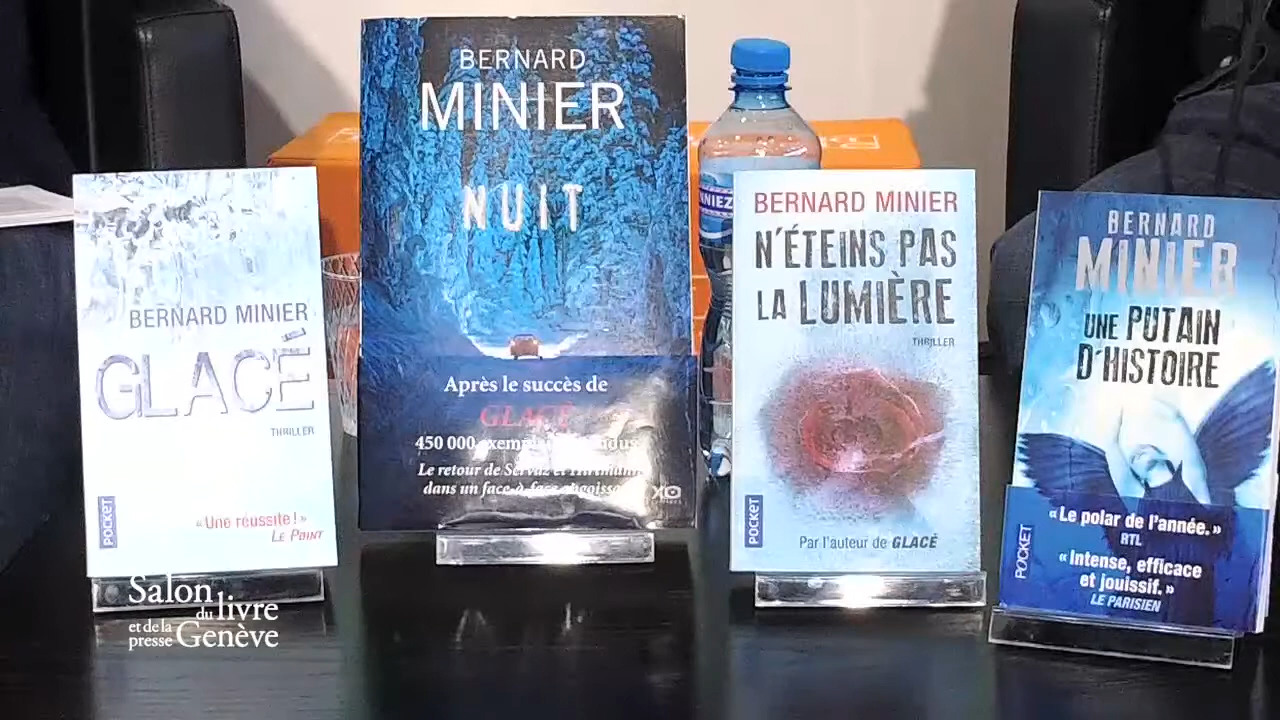 BERNARD MINIER
GLACÉ
THRILLER
POCKET
«Une réussite!»
LE POINT
BERNARD
MINIER
NUIT
Après le succès de
GLACÉ
450 000
Le retour de Servaz et Hirtmann
dans un face-à-face
XO
NNIEZ
BERNARD MINIER
N'ÉTEINS PAS
LA LUMIÈRE
THRILLER
POCKET
Par l'auteur de GLACÉ
BERNARD
MINIER
UNE PUTAIN
D'HISTOIRE
POCKET
«Le polar de l'année.»
RTL
«Intense, efficace
et jouissif.»
LE PARISIEN
Salon
du livre
et de la
presse Genève